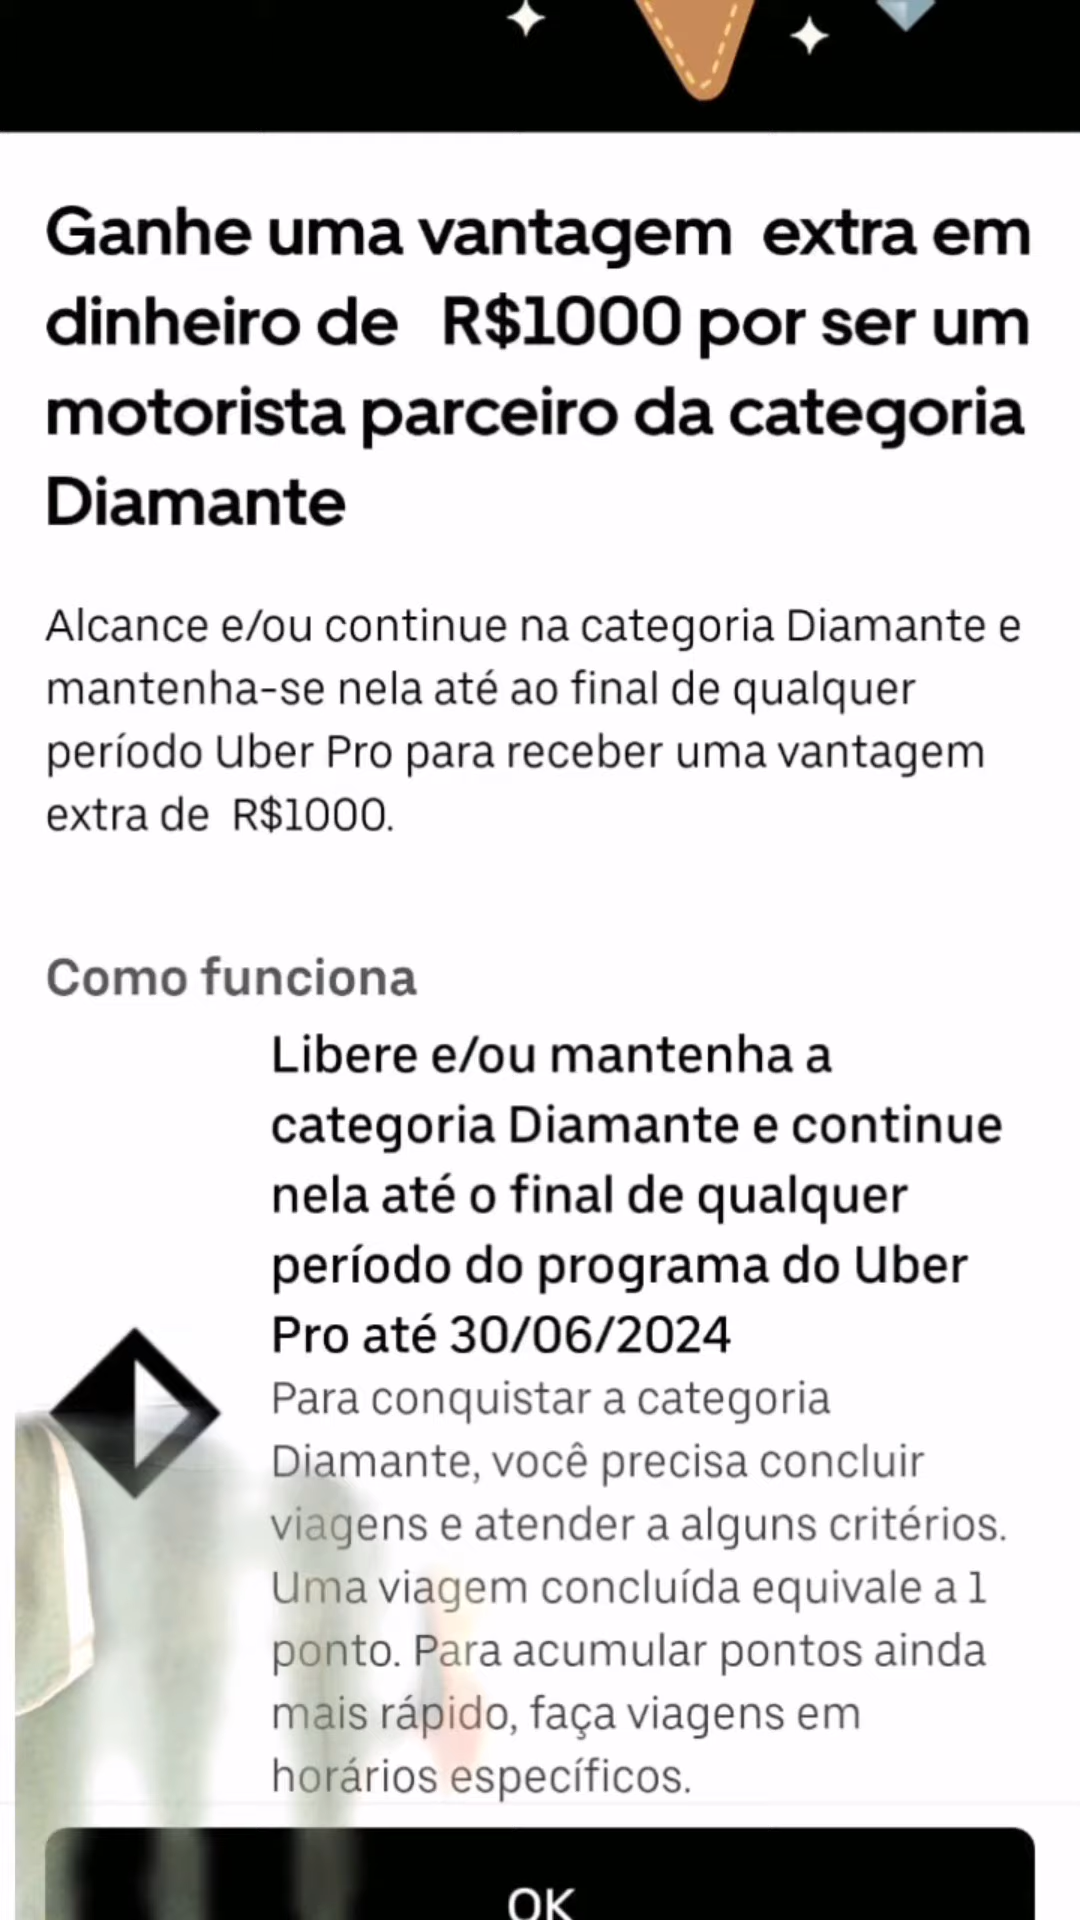 Ganhe uma vantagem extra em
dinheiro de R$1000 por ser um
motorista parceiro da categoria
Diamante
Alcance e/ou continue na categoria Diamante e
mantenha-se nela até ao final de qualquer
período Uber Pro para receber uma vantagem
extra de R$1000.
Como funciona
Libere e/ou mantenha a
categoria Diamante e continue
nela até o final de qualquer
período do programa do Uber
Pro até 30/06/2024
Para conquistar a categoria
Diamante, você precisa concluir
viagens e atender a alguns critérios.
Uma viagem concluída equivale a 1
ponto. Para acumular pontos ainda
mais rápido, faça viagens em
horários específicos.
OK